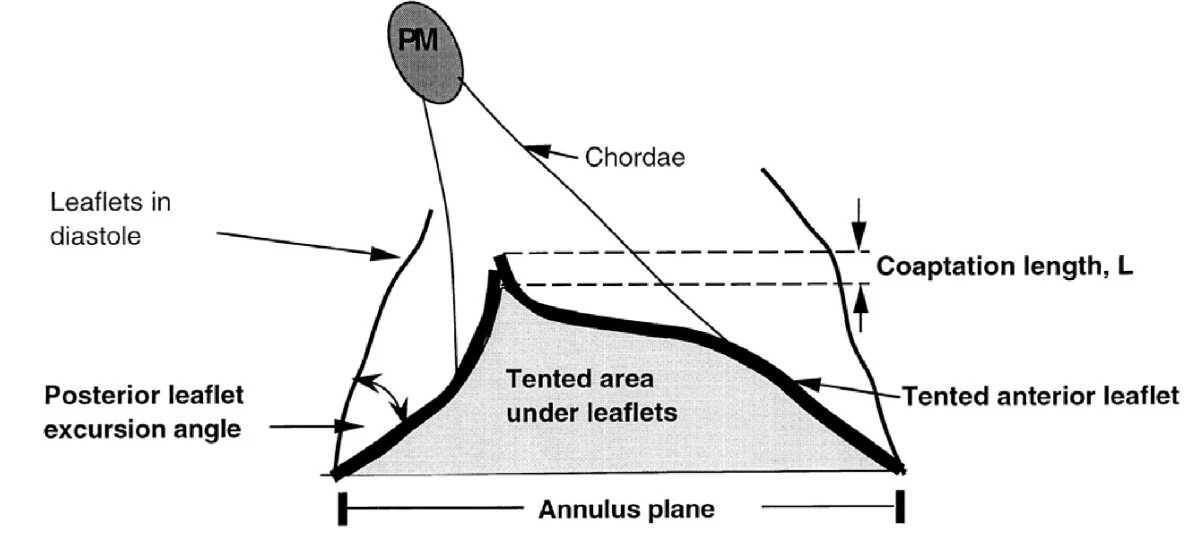 PM
Chordae
Leaflets in
diastole
Coaptation length, L
Posterior leaflet
excursion angle
Tented area
under leaflets
Tented anterior leaflet
Annulus plane